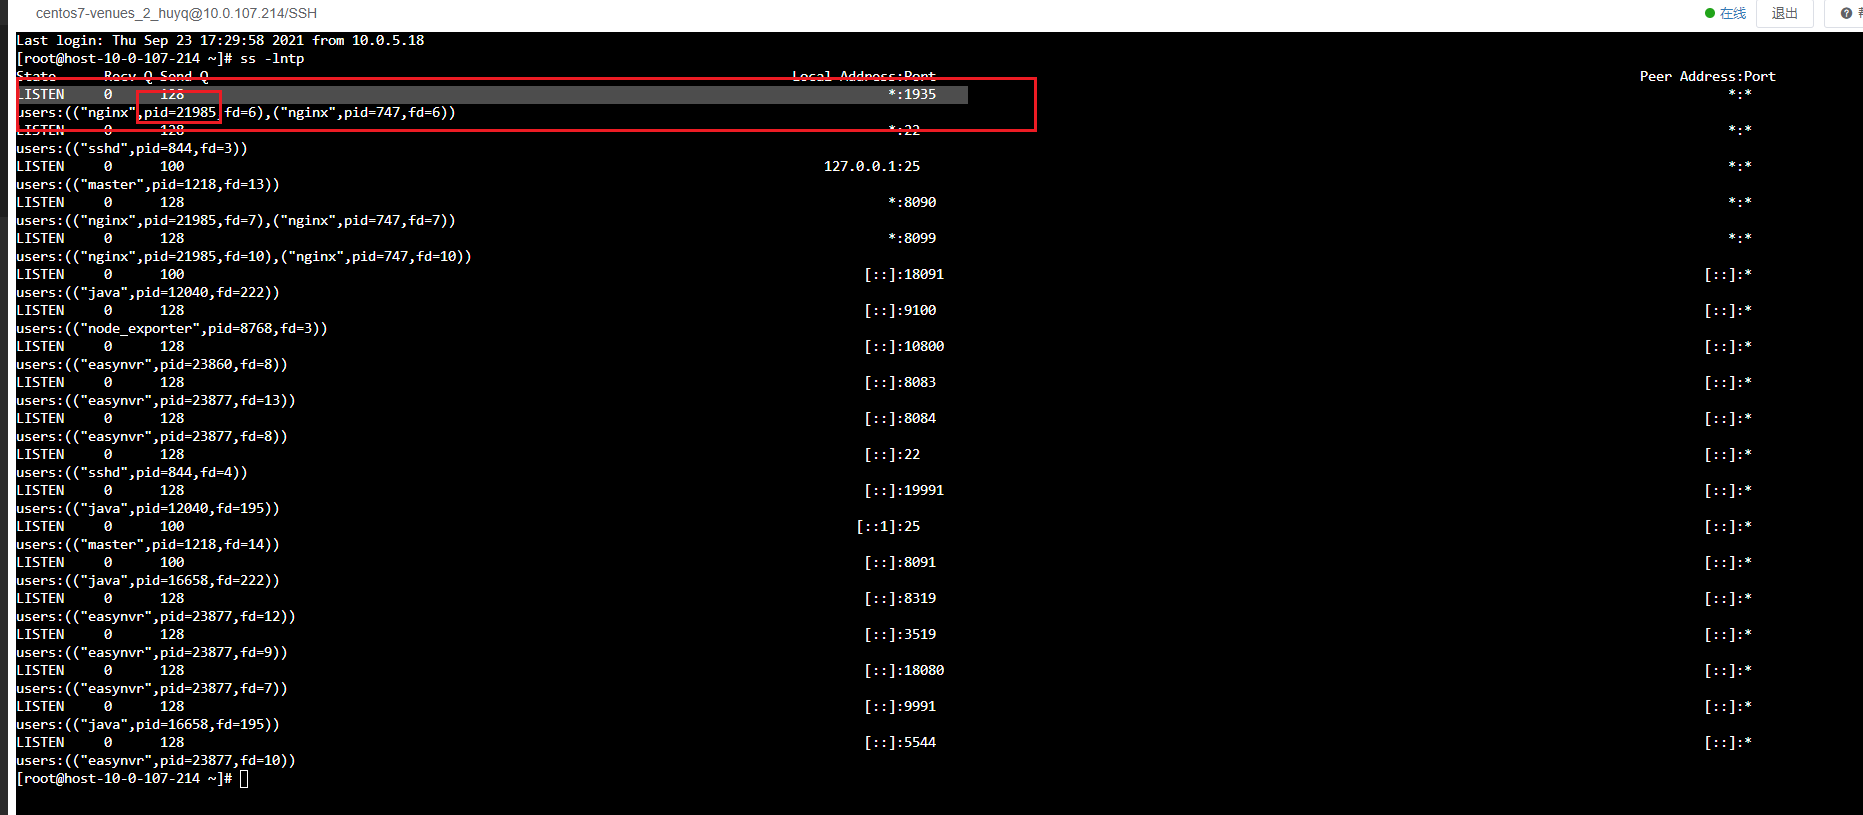 centos7-venues_2_huyq@10.0.107.214/SSH 在线 退出
Last login: Thu Sep 23 17:29:58 2021 from 10.0.5.18
[root@host-10-0-107-214 ~]# ss -lntp
State Recv-Q Send-Q Local Address:Port Peer Address:Port
LISTEN 0 128 *:1935 *:*
users:(("nginx",pid=21985,fd=6),("nginx",pid=747,fd=6))
LISTEN 0 128 *:22 *:*
users:(("sshd",pid=844,fd=3))
LISTEN 0 100 127.0.0.1:25 *:*
users:(("master",pid=1218,fd=13))
LISTEN 0 128 *:8090 *:*
users:(("nginx",pid=21985,fd=7),("nginx",pid=747,fd=7))
LISTEN 0 128 *:8099 *:*
users:(("nginx",pid=21985,fd=10),("nginx",pid=747,fd=10))
LISTEN 0 100 [::]:18091 [::]:*
users:(("java",pid=12040,fd=222))
LISTEN 0 128 [::]:9100 [::]:*
users:(("node_exporter",pid=8768,fd=3))
LISTEN 0 128 [::]:10800 [::]:*
users:(("easynvr",pid=23860,fd=8))
LISTEN 0 128 [::]:8083 [::]:*
users:(("easynvr",pid=23877,fd=13))
LISTEN 0 128 [::]:8084 [::]:*
users:(("easynvr",pid=23877,fd=8))
LISTEN 0 128 [::]:22 [::]:*
users:(("sshd",pid=844,fd=4))
LISTEN 0 128 [::]:19991 [::]:*
users:(("java",pid=12040,fd=195))
LISTEN 0 100 [::1]:25 [::]:*
users:(("master",pid=1218,fd=14))
LISTEN 0 100 [::]:8091 [::]:*
users:(("java",pid=16658,fd=222))
LISTEN 0 128 [::]:8319 [::]:*
users:(("easynvr",pid=23877,fd=12))
LISTEN 0 128 [::]:3519 [::]:*
users:(("easynvr",pid=23877,fd=9))
LISTEN 0 128 [::]:18080 [::]:*
users:(("easynvr",pid=23877,fd=7))
LISTEN 0 128 [::]:9991 [::]:*
users:(("java",pid=16658,fd=195))
LISTEN 0 128 [::]:5544 [::]:*
users:(("easynvr",pid=23877,fd=10))
[root@host-10-0-107-214 ~]#